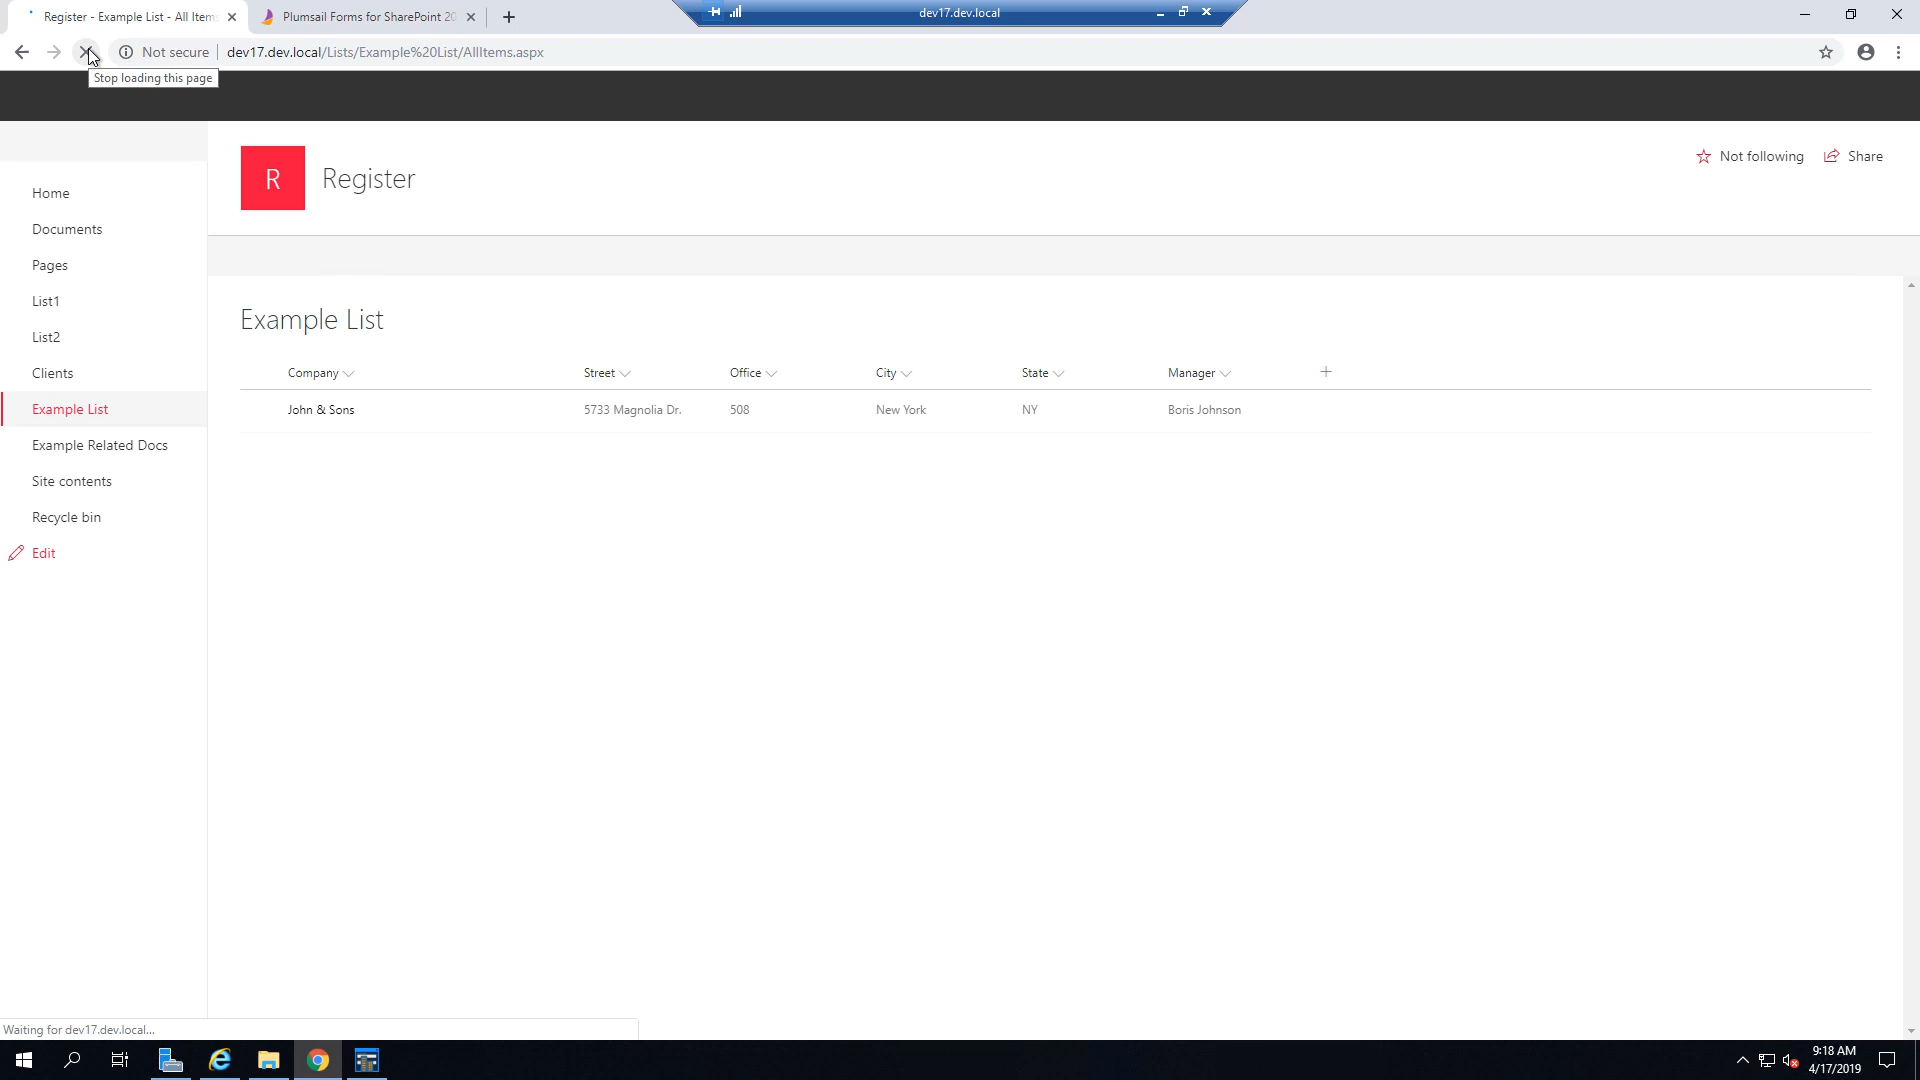 Register - Example List - All Items
Plumsail Forms for SharePoint 20
dev17.dev.local
Not secure
dev17.dev.local/Lists/Example%20List/AllItems.aspx
Stop loading this page
R
Register
Not following
Share
Home
Documents
Pages
List1
List2
Clients
Example List
Example Related Docs
Site contents
Recycle bin
Edit
Example List
Company Street Office City State Manager
John & Sons 5733 Magnolia Dr. 508 New York NY Boris Johnson
Waiting for dev17.dev.local...
9:18 AM
4/17/2019